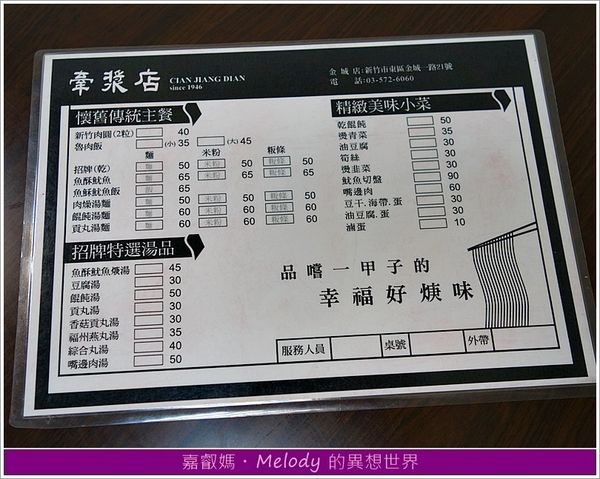 牽漿店 CIAN JIANG DIAN
since 1946
金城店:新竹市東區金城一路21號
電話:03-572-6060
懷舊傳統主餐
新竹肉圓(2粒) 40
魯肉飯 (小)35 (大)45
麵 米粉 粄條
招牌(乾) 麵 50 米粉 50 粄條 50
魚酥魷魚 麵 65 米粉 65 粄條 65
魚酥魷魚飯 飯 65
肉燥湯麵 麵 50 米粉 50 粄條 50
餛飩湯麵 麵 60 米粉 60 粄條 60
貢丸湯麵 麵 60 米粉 60 粄條 60
招牌特選湯品
魚酥魷魚焿湯 45
豆腐湯 30
餛飩湯 50
貢丸湯 30
香菇貢丸湯 30
福州燕丸湯 35
綜合丸湯 40
嘴邊肉湯 50
精緻美味小菜
乾餛飩 50
燙青菜 35
油豆腐 30
筍絲 30
燙韭菜 30
魷魚切盤 90
嘴邊肉 50
豆干.海帶.蛋 30
油豆腐.蛋 30
滷蛋 10
品嚐一甲子的
幸福好焿味
服務人員 桌號 外帶
嘉叡媽・Melody 的異想世界